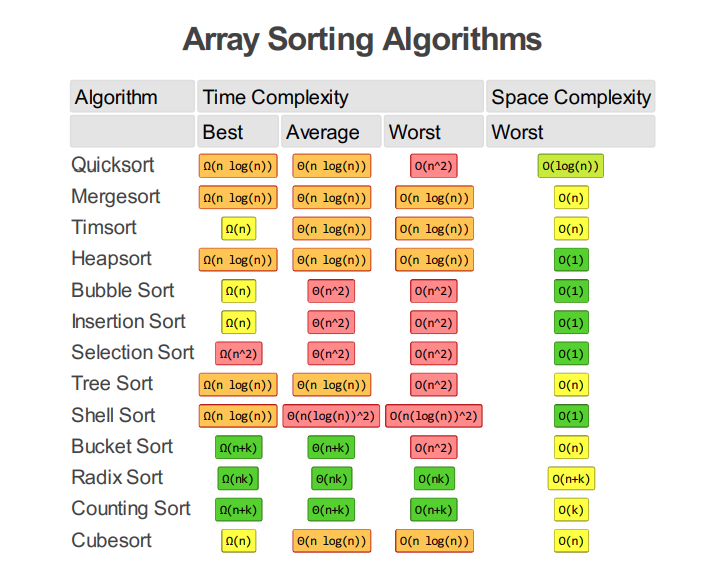 Array Sorting Algorithms
Algorithm Time Complexity Space Complexity
Best Average Worst Worst
Quicksort Ω(n log(n)) Θ(n log(n)) O(n^2) O(log(n))
Mergesort Ω(n log(n)) Θ(n log(n)) O(n log(n)) O(n)
Timsort Ω(n) Θ(n log(n)) O(n log(n)) O(n)
Heapsort Ω(n log(n)) Θ(n log(n)) O(n log(n)) O(1)
Bubble Sort Ω(n) Θ(n^2) O(n^2) O(1)
Insertion Sort Ω(n) Θ(n^2) O(n^2) O(1)
Selection Sort Ω(n^2) Θ(n^2) O(n^2) O(1)
Tree Sort Ω(n log(n)) Θ(n log(n)) O(n^2) O(n)
Shell Sort Ω(n log(n)) Θ(n(log(n))^2) O(n(log(n))^2) O(1)
Bucket Sort Ω(n+k) Θ(n+k) O(n^2) O(n)
Radix Sort Ω(nk) Θ(nk) O(nk) O(n+k)
Counting Sort Ω(n+k) Θ(n+k) O(n+k) O(k)
Cubesort Ω(n) Θ(n log(n)) O(n log(n)) O(n)